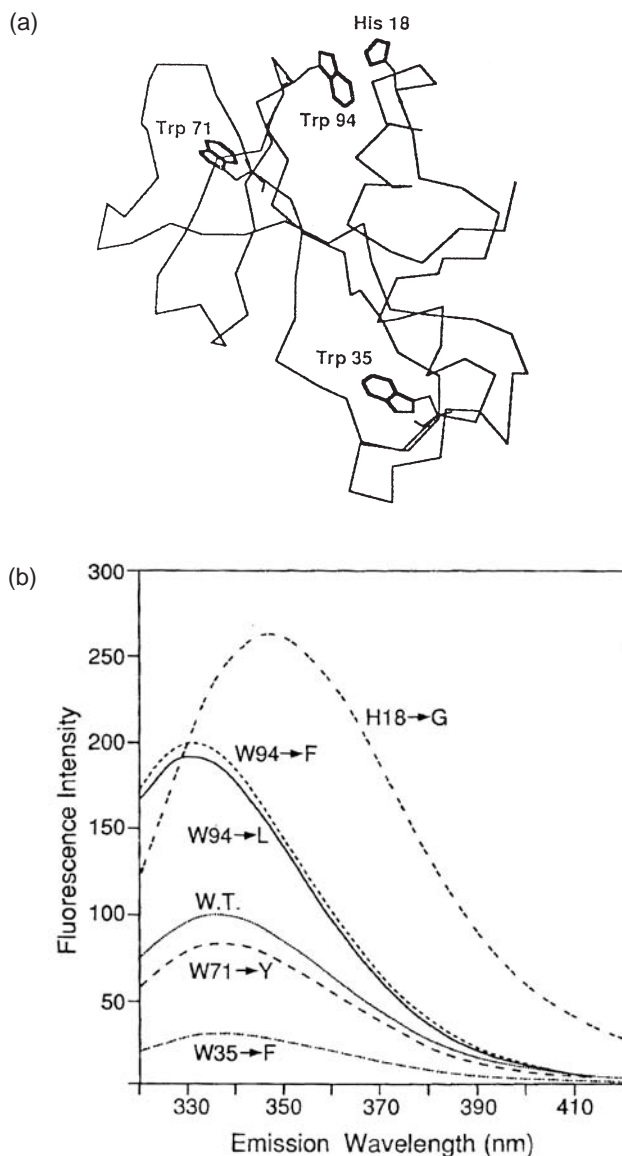 (a)
His 18
Trp 71
Trp 94
Trp 35
(b)
300
250
200
150
100
50
Fluorescence Intensity
H18→G
W94→F
W94→L
W.T.
W71→Y
W35→F
330 350 370 390 410
Emission Wavelength (nm)